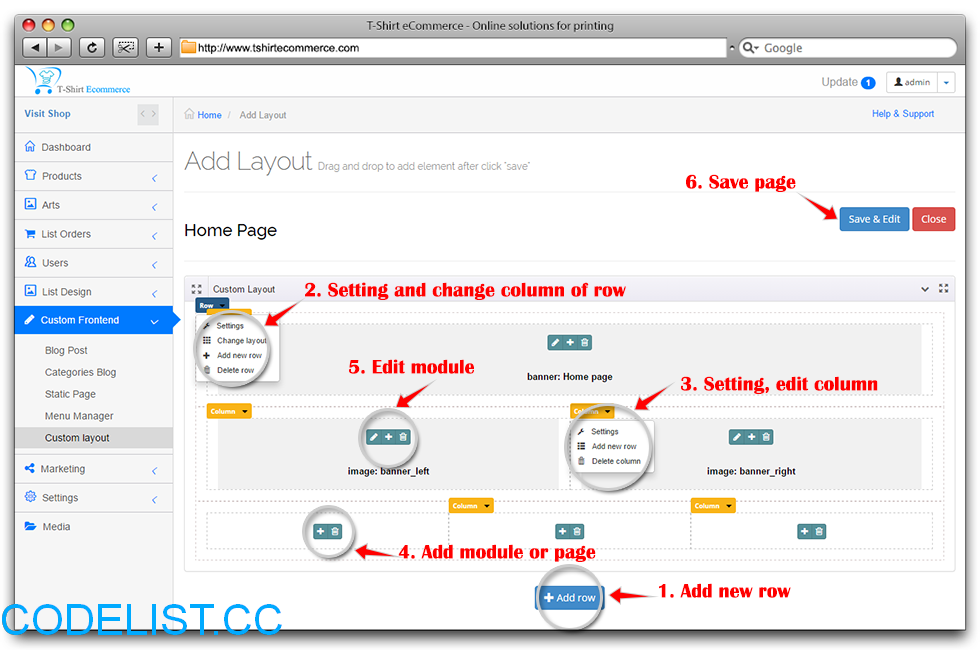 T-Shirt eCommerce - Online solutions for printing
http://www.tshirtecommerce.com
Google
T-Shirt Ecommerce
Update 1
admin
Visit Shop
Home / Add Layout
Help & Support
Dashboard
Products
Arts
List Orders
Users
List Design
Custom Frontend
Blog Post
Categories Blog
Static Page
Menu Manager
Custom layout
Marketing
Settings
Media
Add Layout Drag and drop to add element after click "save"
6. Save page
Home Page
Save & Edit
Close
Custom Layout
2. Setting and change column of row
Row
Settings
Change layout
Add new row
Delete row
banner: Home page
5. Edit module
3. Setting, edit column
Column
Column
Settings
Add new row
Delete column
image: banner_left
image: banner_right
Column
Column
4. Add module or page
Add row
1. Add new row
CODELIST.CC